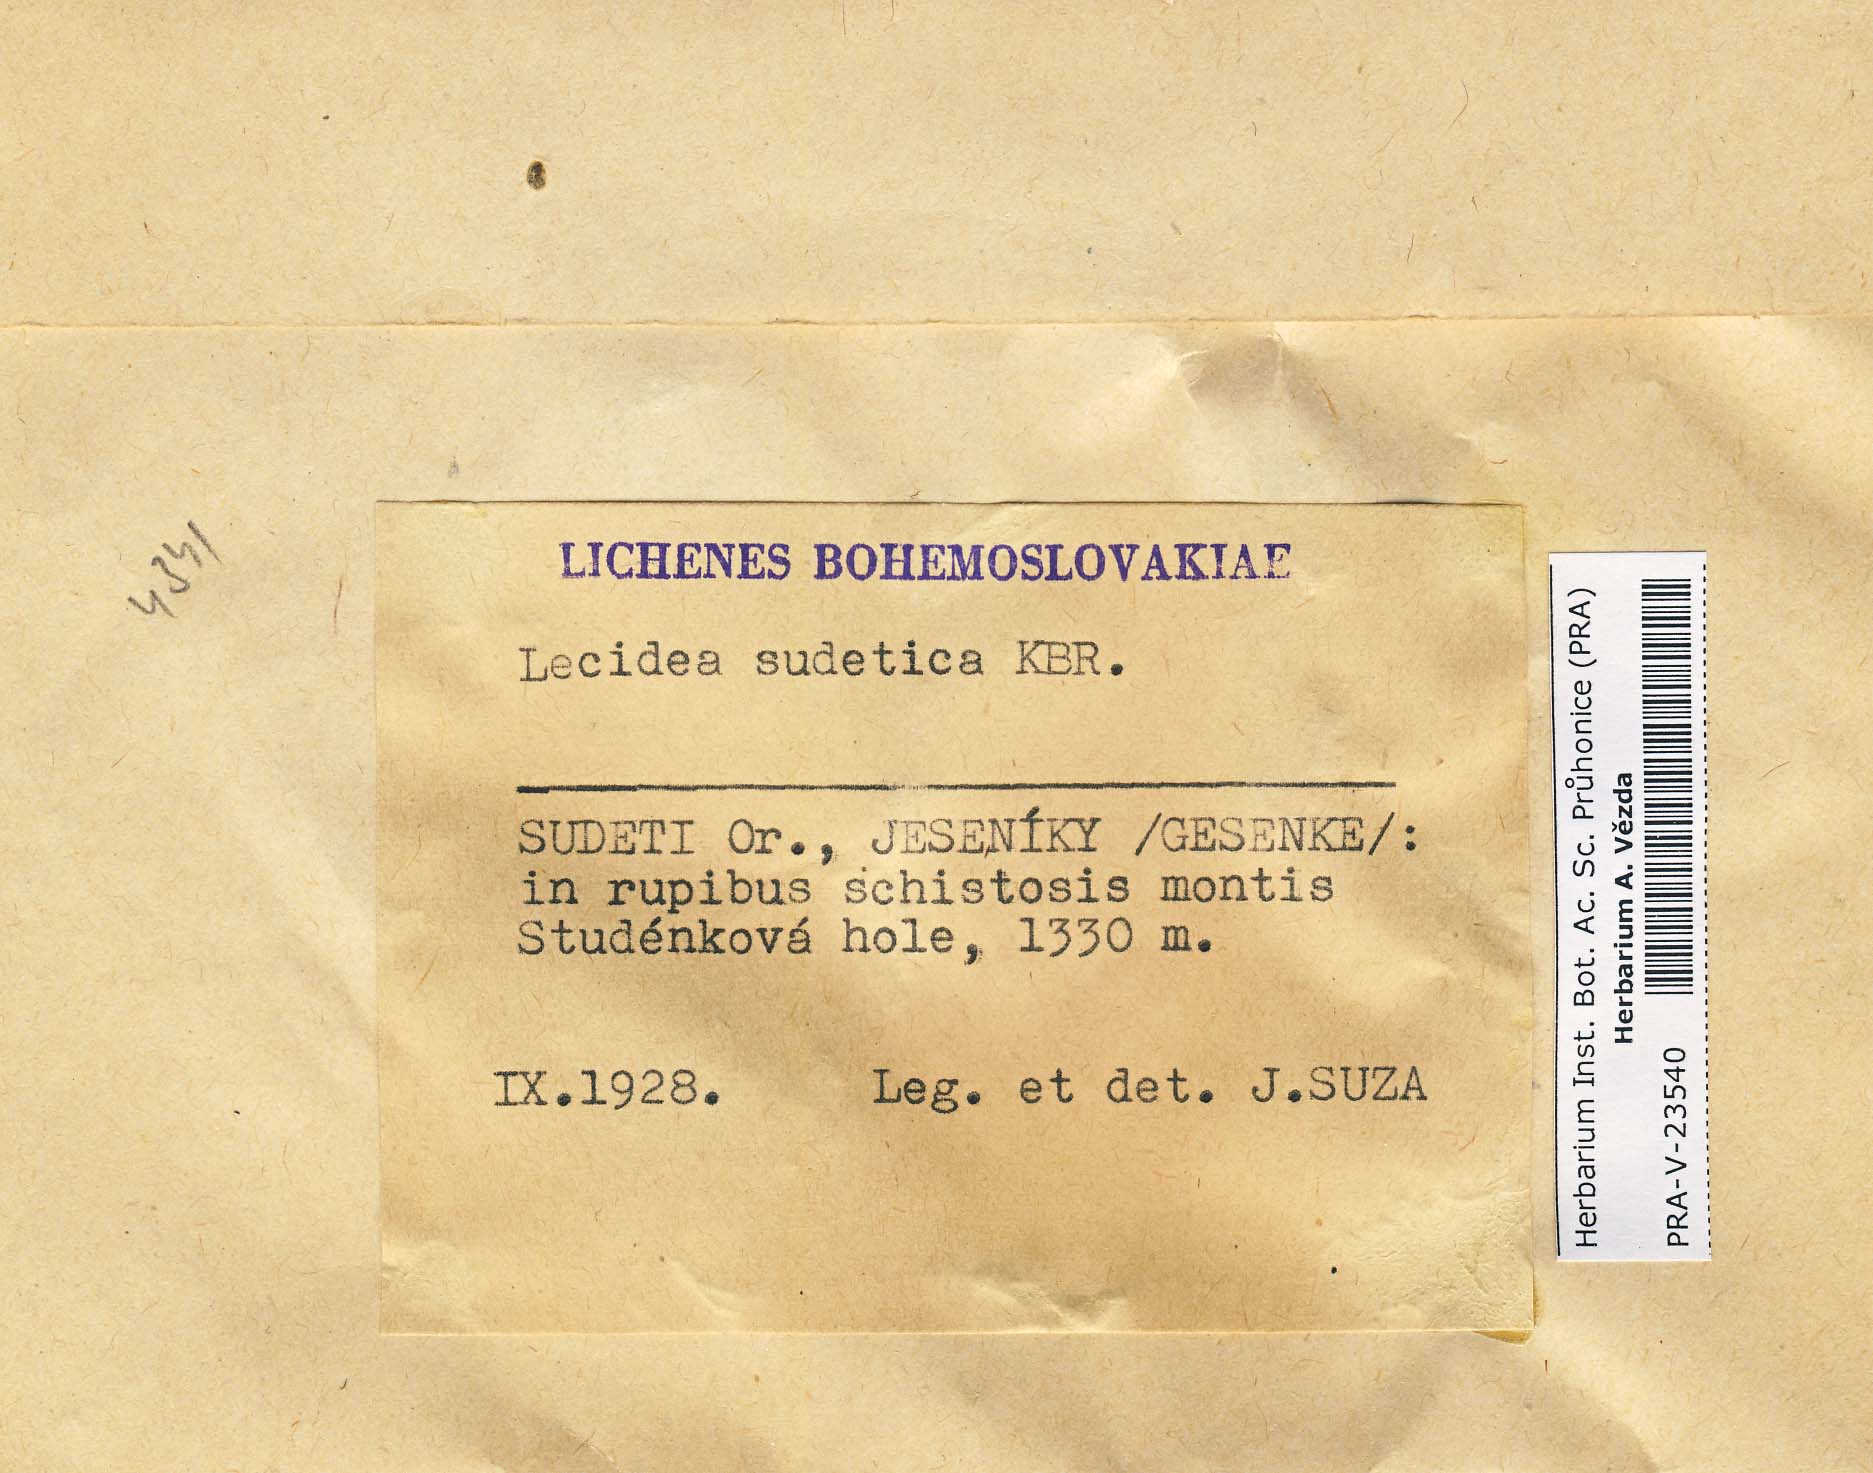 LICHENES BOHEMOSLOVAKIAE
Lecidea sudetica KBR.
SUDETI Or., JESENÍKY /GESENKE/:
in rupibus schistosis montis
Studénková hole, 1330 m.
IX.1928. Leg. et det. J.SUZA
Herbarium Inst. Bot. Ac. Sc. Průhonice (PRA)
Herbarium A. Vězda
PRA-V-23540